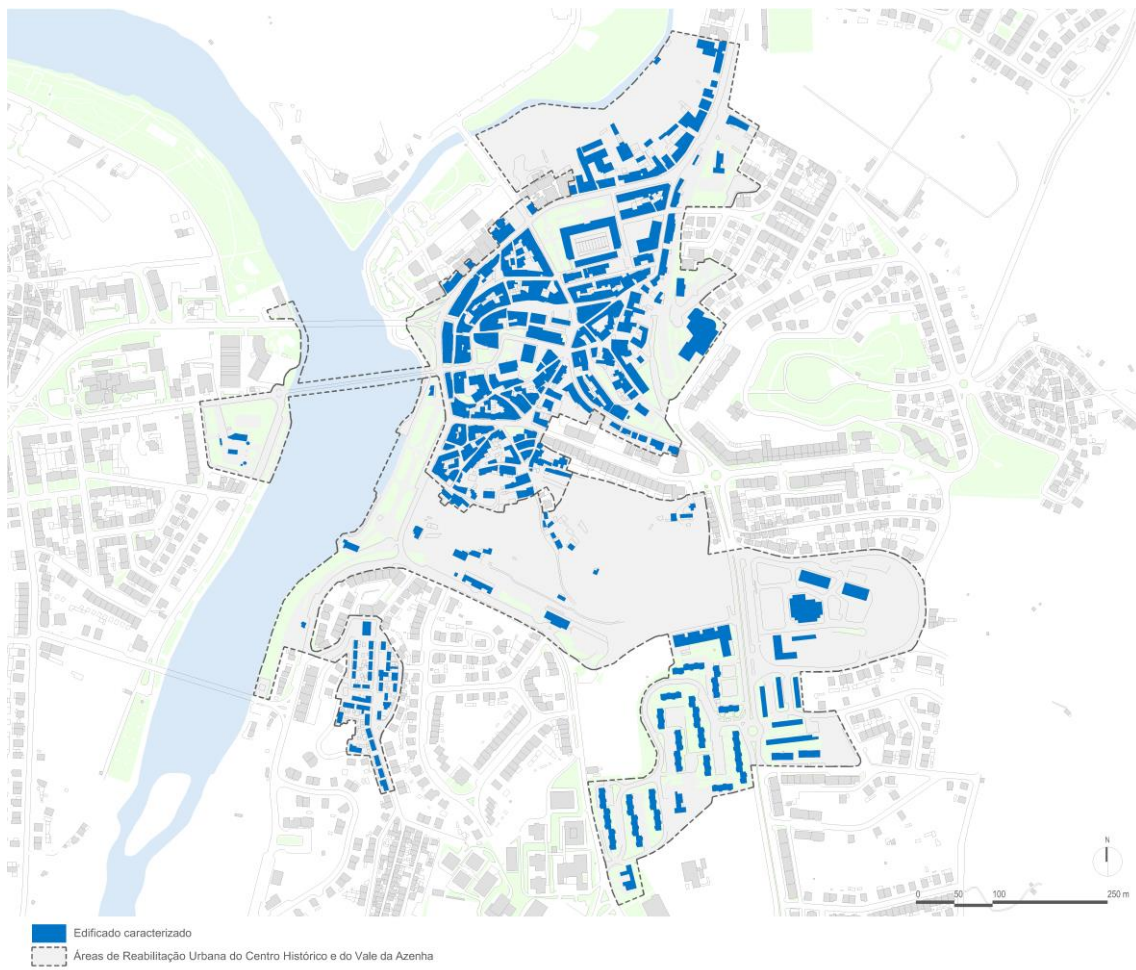 N
0 50 100 250 m
Edificado caracterizado
Áreas de Reabilitação Urbana do Centro Histórico e do Vale da Azenha